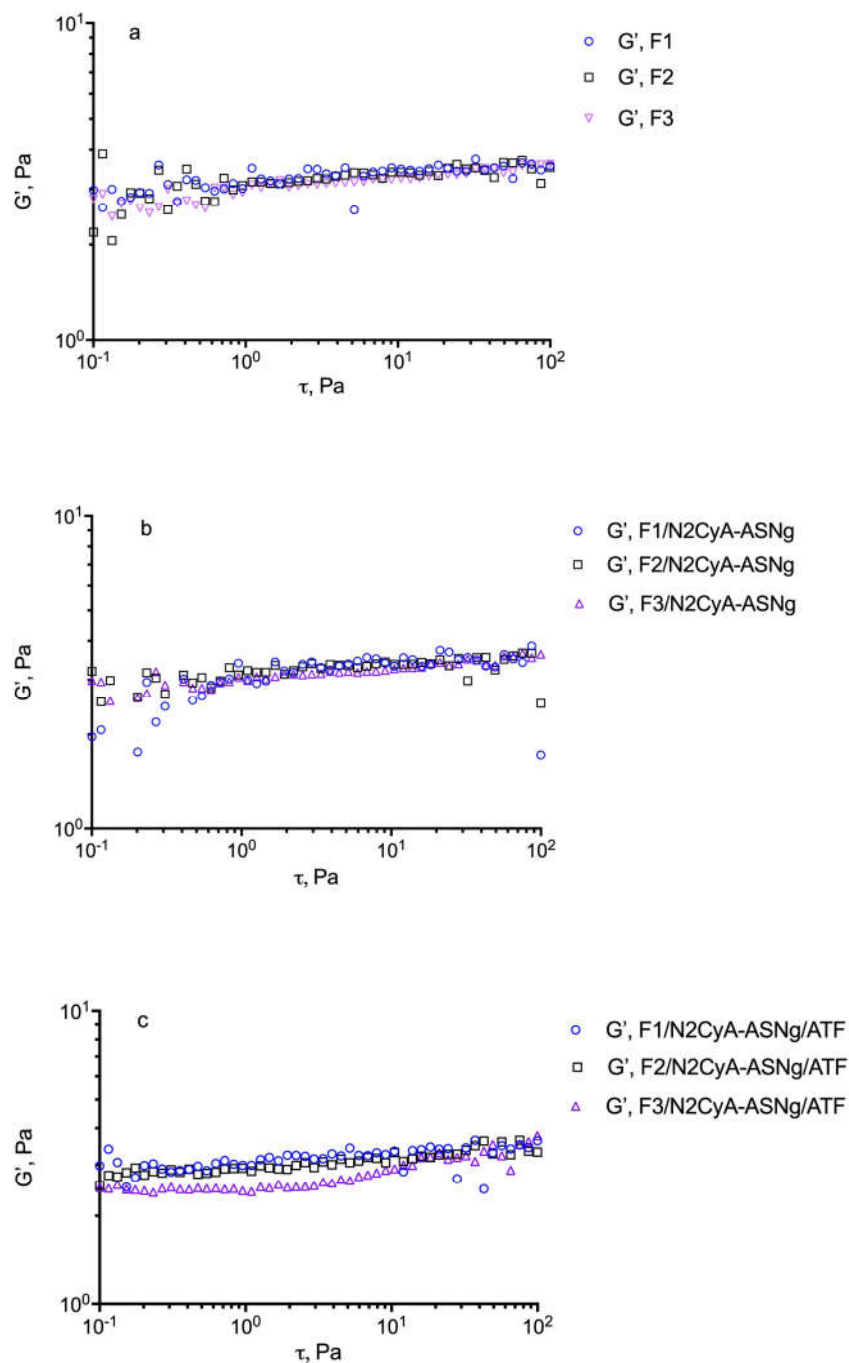 a
10¹
G', Pa
10⁰
10⁻¹ 10⁰ 10¹ 10²
τ, Pa
G', F1
G', F2
G', F3
b
10¹
G', Pa
10⁰
10⁻¹ 10⁰ 10¹ 10²
τ, Pa
G', F1/N2CyA-ASNg
G', F2/N2CyA-ASNg
G', F3/N2CyA-ASNg
c
10¹
G', Pa
10⁰
10⁻¹ 10⁰ 10¹ 10²
τ, Pa
G', F1/N2CyA-ASNg/ATF
G', F2/N2CyA-ASNg/ATF
G', F3/N2CyA-ASNg/ATF